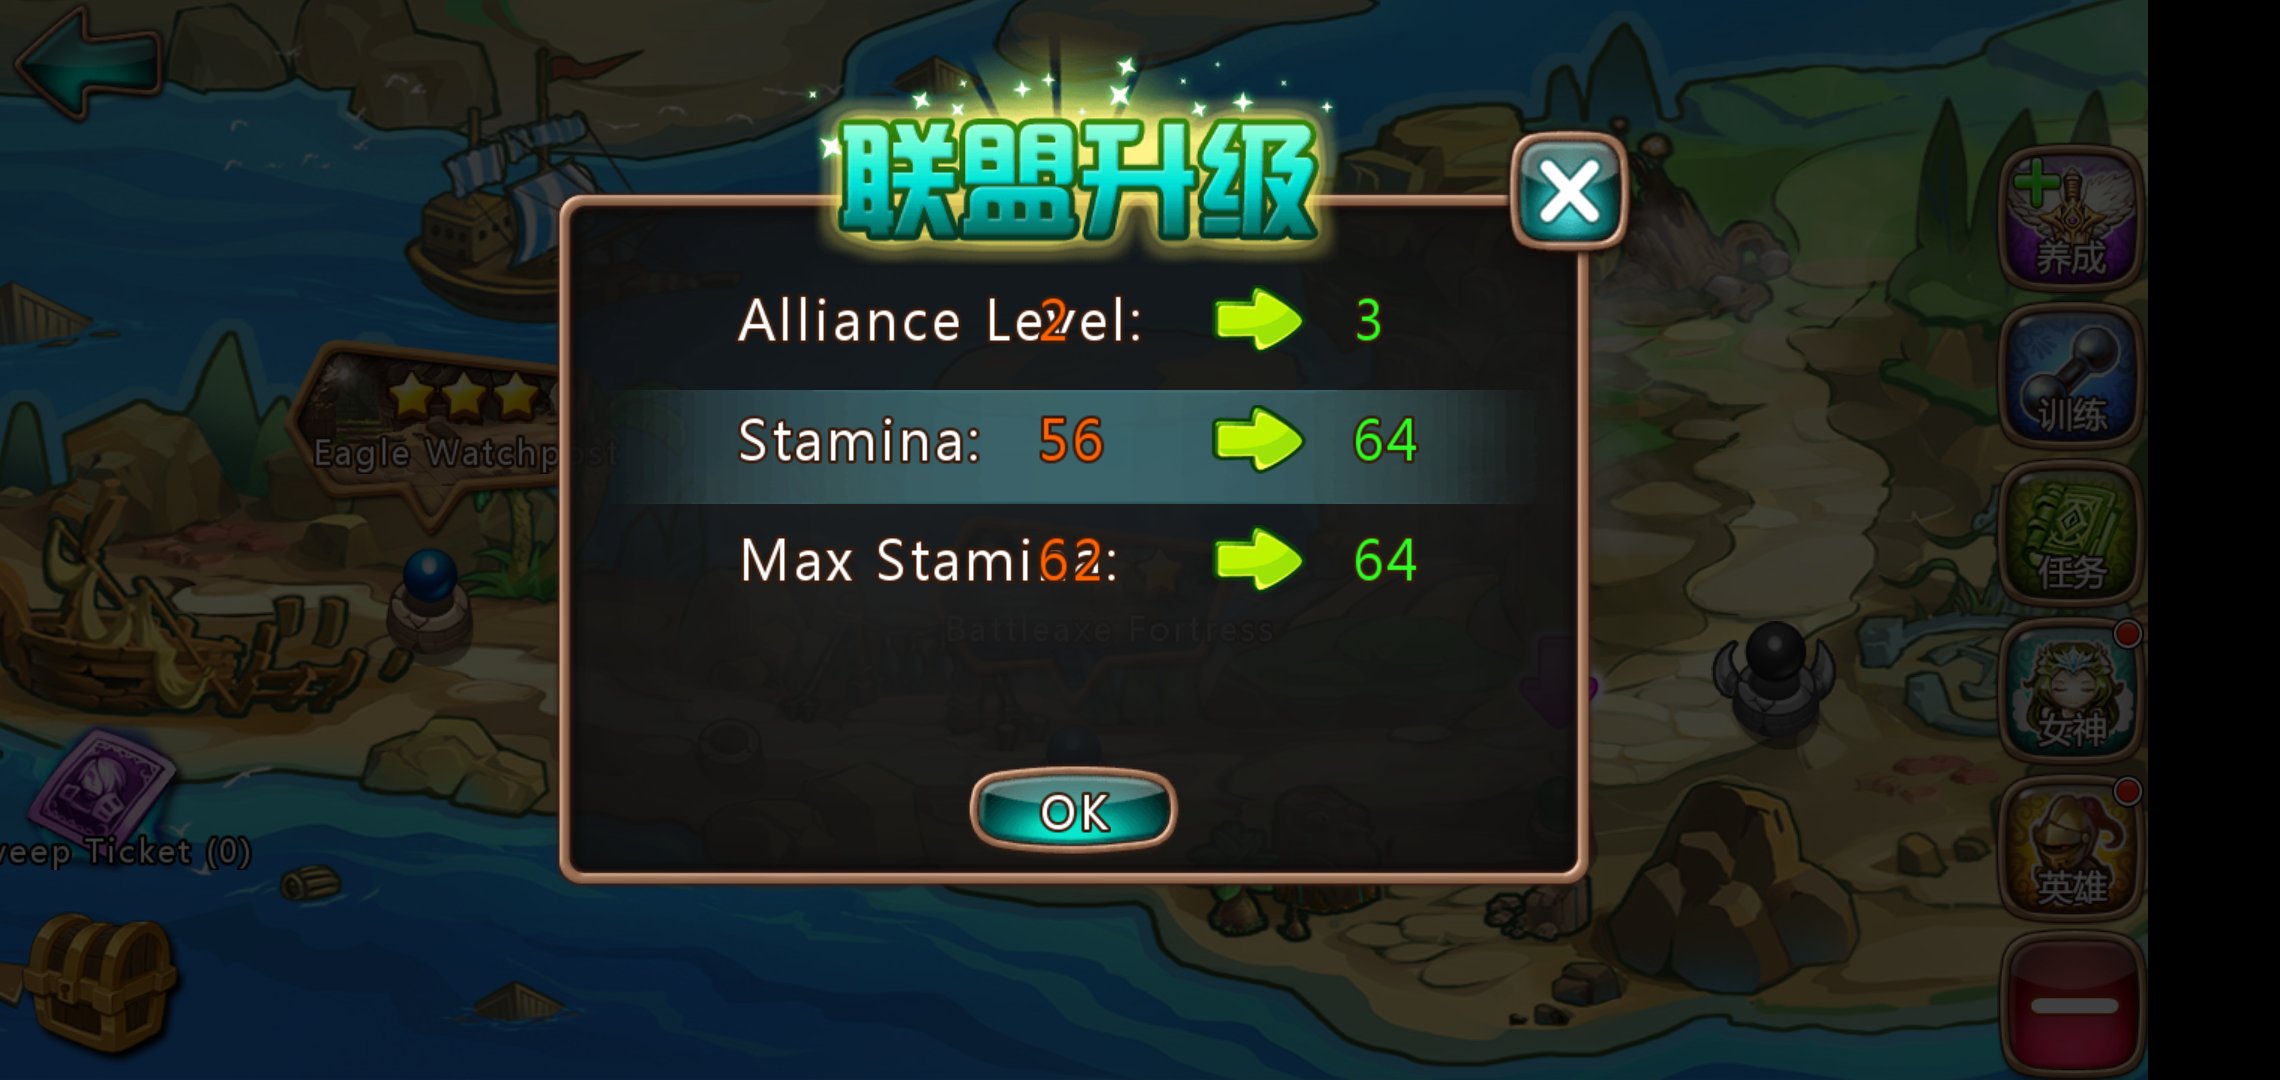 联盟升级
Alliance Level: 2 3
Stamina: 56 64
Max Stamina: 62 64
OK
Eagle Watchpost
Battleaxe Fortress
weep Ticket (0)
养成
训练
任务
女神
英雄